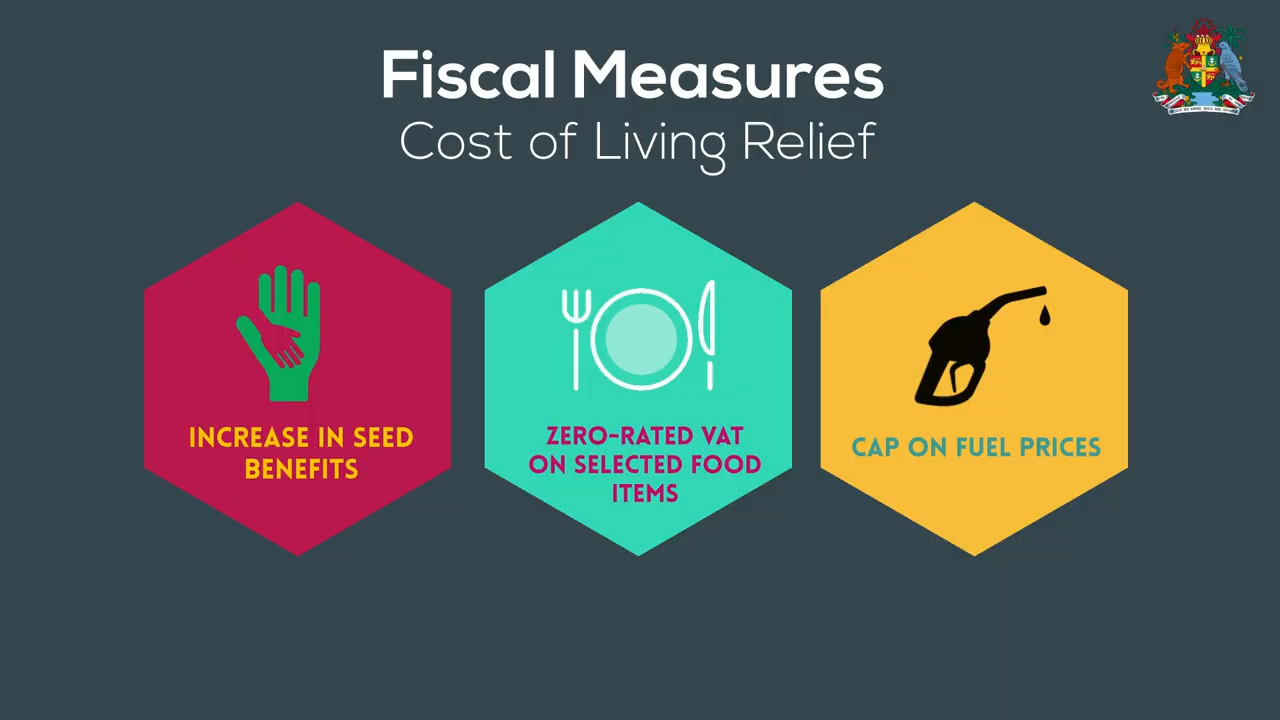 Fiscal Measures
Cost of Living Relief
INCREASE IN SEED
BENEFITS
ZERO-RATED VAT
ON SELECTED FOOD
ITEMS
CAP ON FUEL PRICES